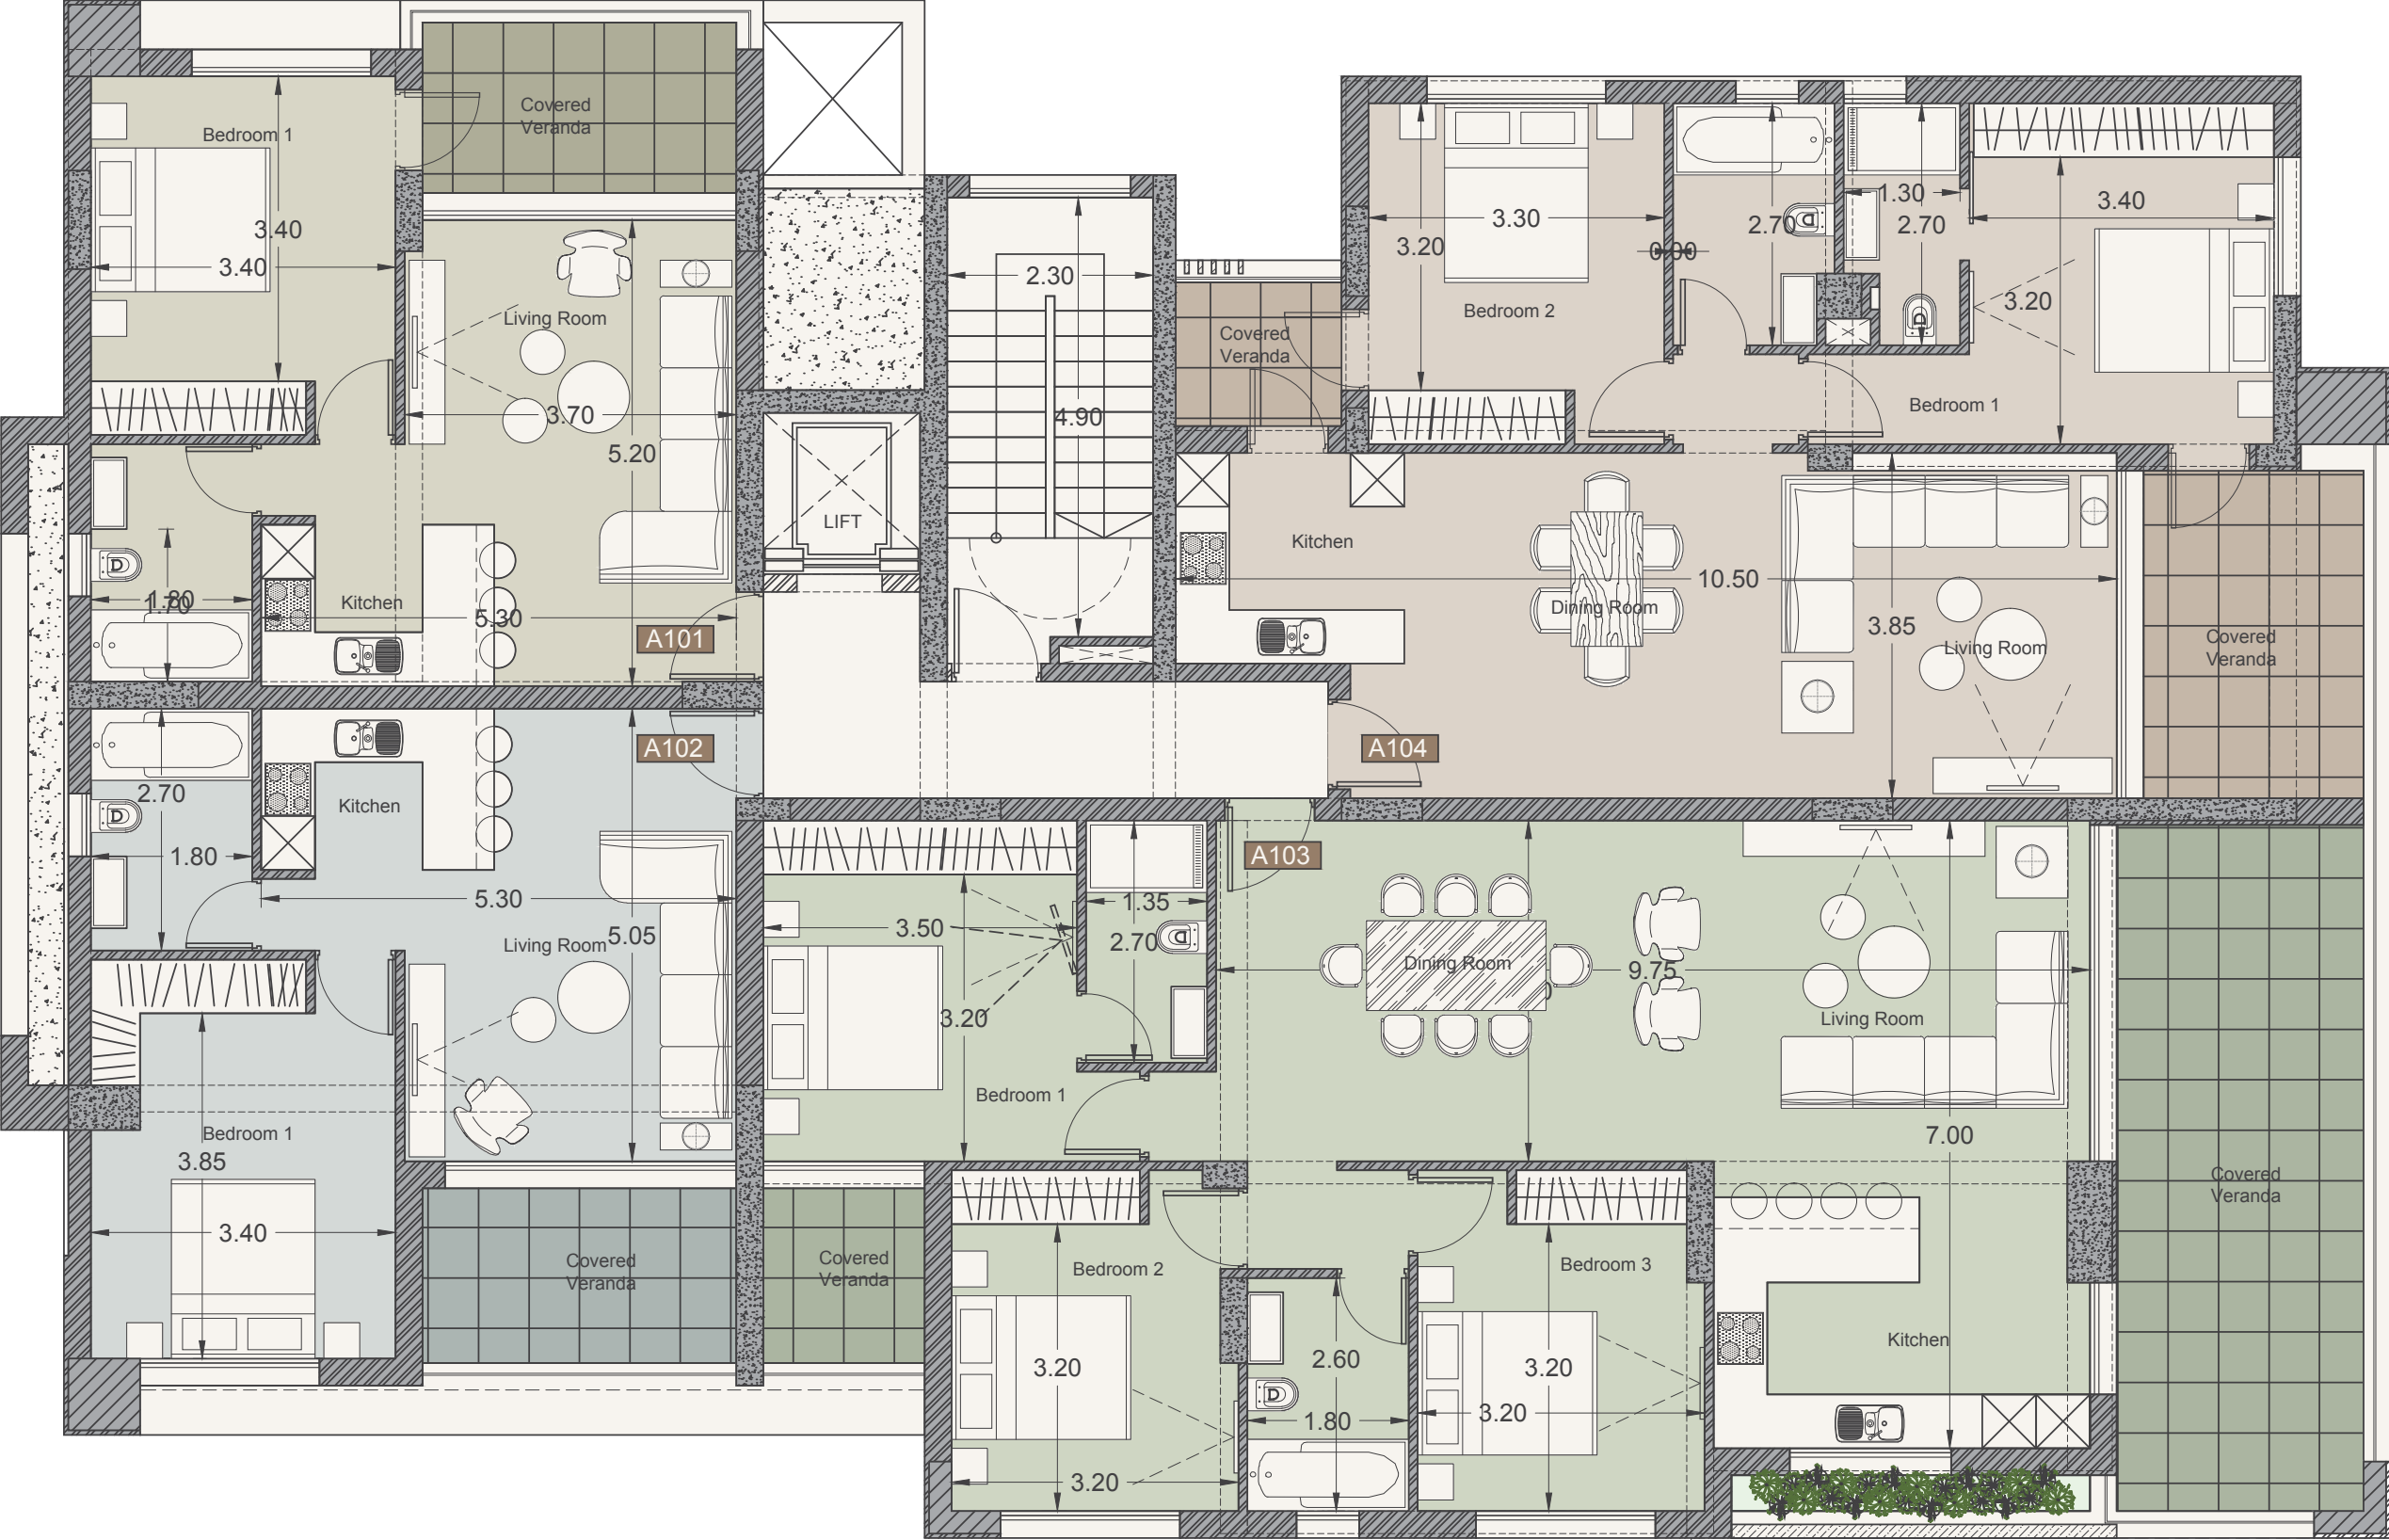 Covered
Veranda
Bedroom 1
3.40
3.40
Living Room
3.70
5.20
1.80
1.70
Kitchen
5.30
A101
LIFT
2.30
4.90
Covered
Veranda
3.30
3.20
Bedroom 2
0.00
2.70
1.30
2.70
3.40
3.20
Bedroom 1
Kitchen
10.50
Dining Room
3.85
Living Room
Covered
Veranda
A104
A102
2.70
Kitchen
1.80
5.30
Living Room
5.05
Bedroom 1
3.85
3.40
Covered
Veranda
A103
3.50
1.35
2.70
3.20
Bedroom 1
Dining Room
9.75
Living Room
7.00
Covered
Veranda
Covered
Veranda
Bedroom 2
3.20
3.20
2.60
1.80
Bedroom 3
3.20
3.20
Kitchen